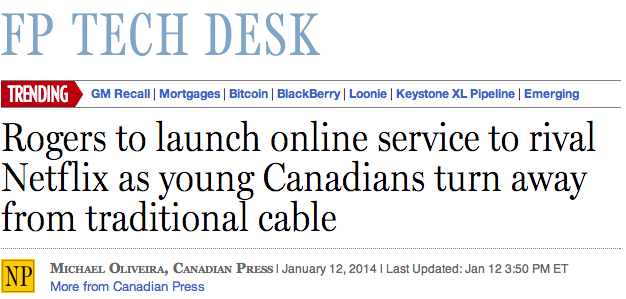 FP TECH DESK
TRENDING GM Recall | Mortgages | Bitcoin | BlackBerry | Loonie | Keystone XL Pipeline | Emerging
Rogers to launch online service to rival
Netflix as young Canadians turn away
from traditional cable
NP MICHAEL OLIVEIRA, CANADIAN PRESS | January 12, 2014 | Last Updated: Jan 12 3:50 PM ET
More from Canadian Press